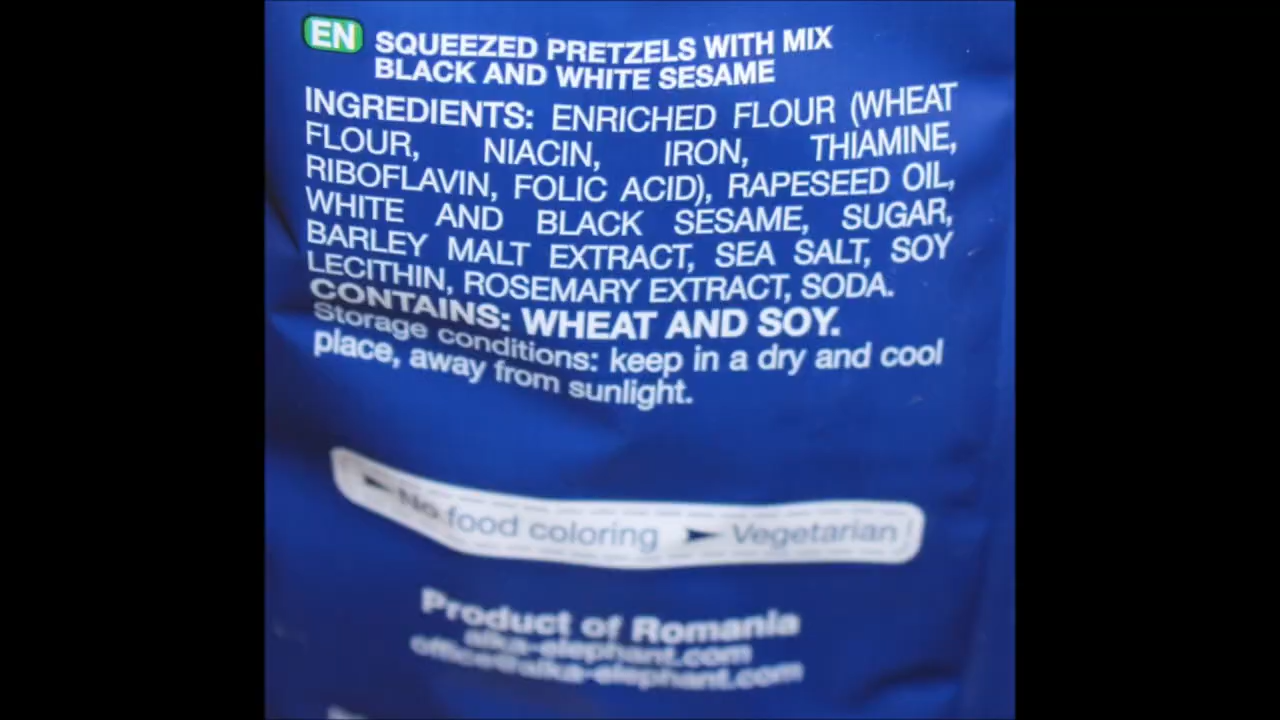 EN
SQUEEZED PRETZELS WITH MIX
BLACK AND WHITE SESAME
INGREDIENTS: ENRICHED FLOUR (WHEAT
FLOUR, NIACIN, IRON, THIAMINE,
RIBOFLAVIN, FOLIC ACID), RAPESEED OIL,
WHITE AND BLACK SESAME, SUGAR,
BARLEY MALT EXTRACT, SEA SALT, SOY
LECITHIN, ROSEMARY EXTRACT, SODA.
CONTAINS: WHEAT AND SOY.
Storage conditions: keep in a dry and cool
place, away from sunlight.
No food coloring Vegetarian
Product of Romania
alka-elephant.com
office@alka-elephant.com